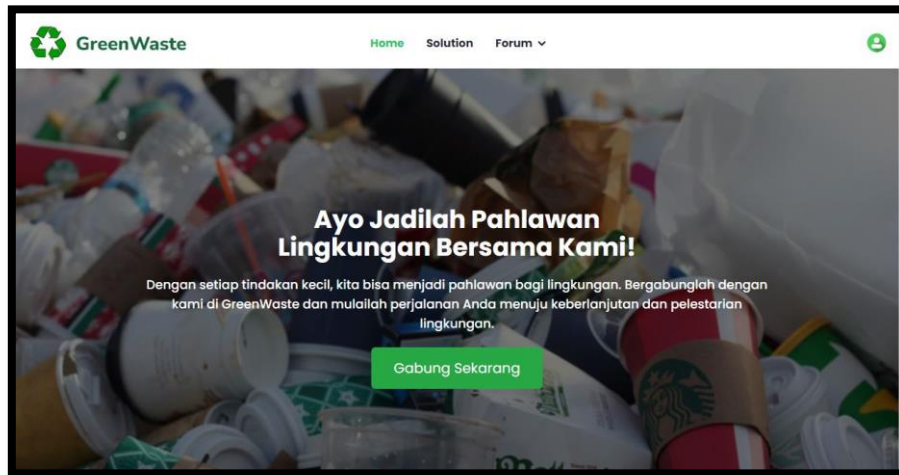 GreenWaste
Home Solution Forum
Ayo Jadilah Pahlawan
Lingkungan Bersama Kami!
Dengan setiap tindakan kecil, kita bisa menjadi pahlawan bagi lingkungan. Bergabunglah dengan
kami di GreenWaste dan mulailah perjalanan Anda menuju keberlanjutan dan pelestarian
lingkungan.
Gabung Sekarang